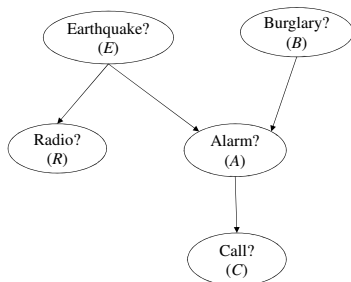 Earthquake?
(E)
Burglary?
(B)
Radio?
(R)
Alarm?
(A)
Call?
(C)